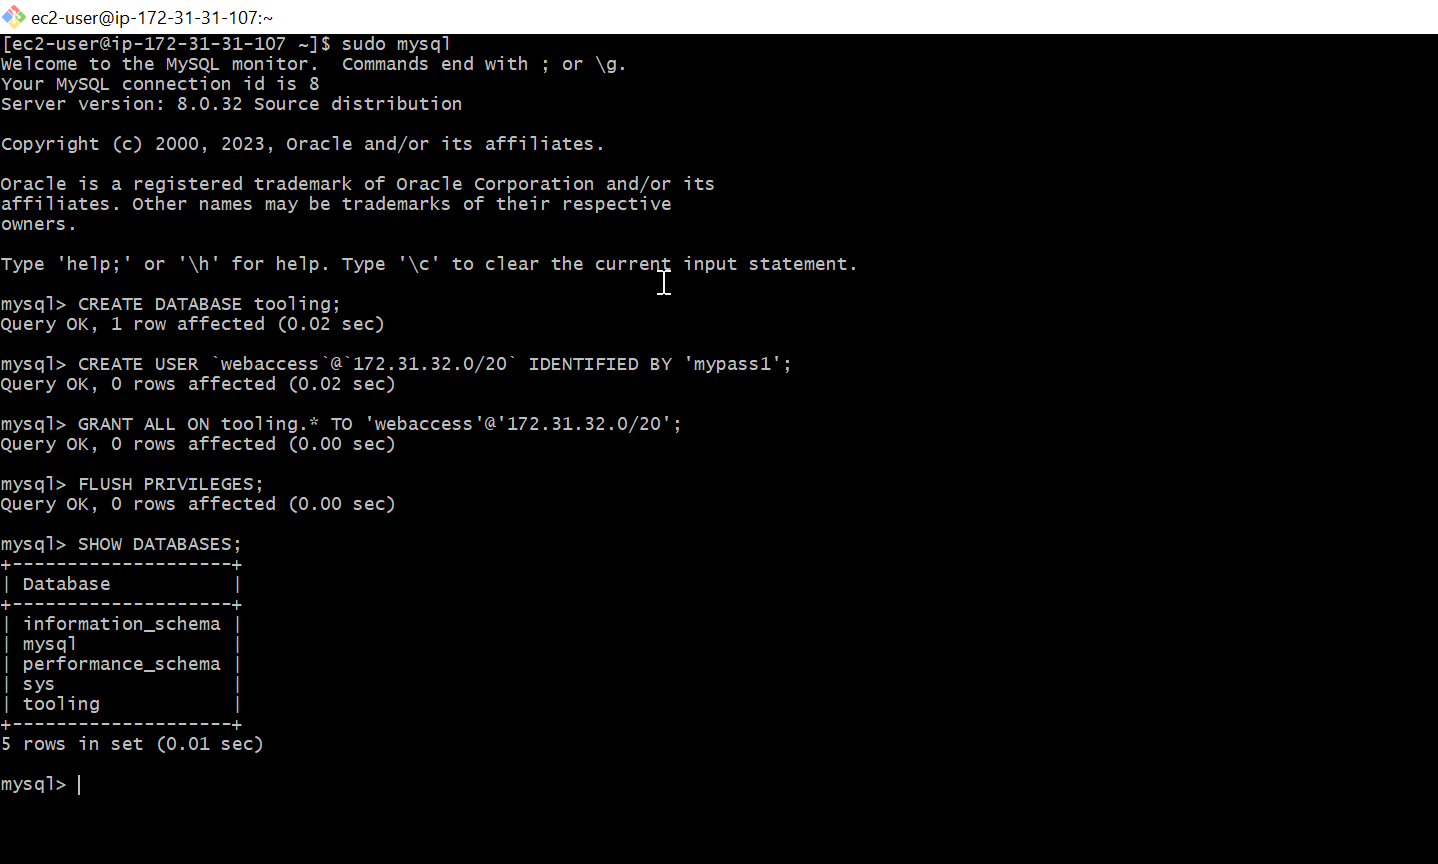 ec2-user@ip-172-31-31-107:~
[ec2-user@ip-172-31-31-107 ~]$ sudo mysql
Welcome to the MySQL monitor.  Commands end with ; or \g.
Your MySQL connection id is 8
Server version: 8.0.32 Source distribution
Copyright (c) 2000, 2023, Oracle and/or its affiliates.
Oracle is a registered trademark of Oracle Corporation and/or its
affiliates. Other names may be trademarks of their respective
owners.
Type 'help;' or '\h' for help. Type '\c' to clear the current input statement.
mysql> CREATE DATABASE tooling;
Query OK, 1 row affected (0.02 sec)
mysql> CREATE USER `webaccess`@`172.31.32.0/20` IDENTIFIED BY 'mypass1';
Query OK, 0 rows affected (0.02 sec)
mysql> GRANT ALL ON tooling.* TO 'webaccess'@'172.31.32.0/20';
Query OK, 0 rows affected (0.00 sec)
mysql> FLUSH PRIVILEGES;
Query OK, 0 rows affected (0.00 sec)
mysql> SHOW DATABASES;
+--------------------+
| Database           |
+--------------------+
| information_schema |
| mysql              |
| performance_schema |
| sys                |
| tooling            |
+--------------------+
5 rows in set (0.01 sec)
mysql>